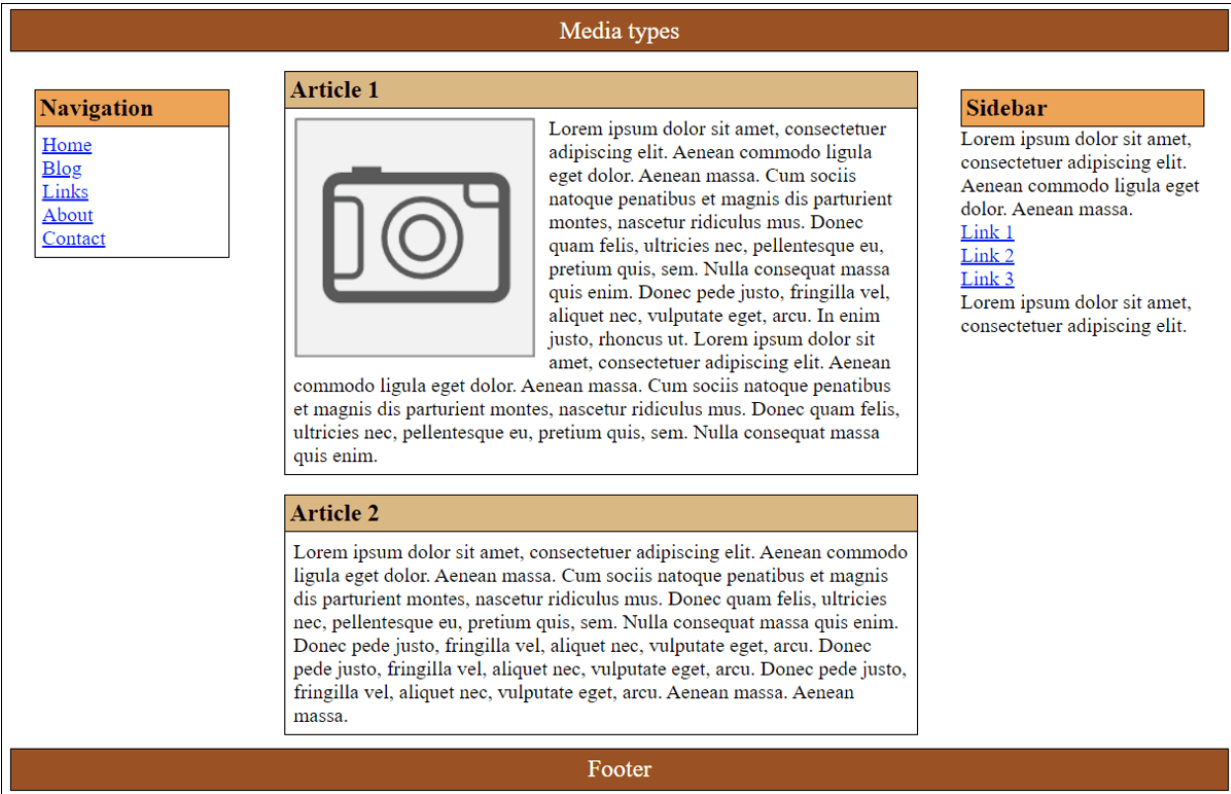 Media types
Navigation
Home
Blog
Links
About
Contact
Article 1
Lorem ipsum dolor sit amet, consectetuer
adipiscing elit. Aenean commodo ligula
eget dolor. Aenean massa. Cum sociis
natoque penatibus et magnis dis parturient
montes, nascetur ridiculus mus. Donec
quam felis, ultricies nec, pellentesque eu,
pretium quis, sem. Nulla consequat massa
quis enim. Donec pede justo, fringilla vel,
aliquet nec, vulputate eget, arcu. In enim
justo, rhoncus ut. Lorem ipsum dolor sit
amet, consectetuer adipiscing elit. Aenean
commodo ligula eget dolor. Aenean massa. Cum sociis natoque penatibus
et magnis dis parturient montes, nascetur ridiculus mus. Donec quam felis,
ultricies nec, pellentesque eu, pretium quis, sem. Nulla consequat massa
quis enim.
Article 2
Lorem ipsum dolor sit amet, consectetuer adipiscing elit. Aenean commodo
ligula eget dolor. Aenean massa. Cum sociis natoque penatibus et magnis
dis parturient montes, nascetur ridiculus mus. Donec quam felis, ultricies
nec, pellentesque eu, pretium quis, sem. Nulla consequat massa quis enim.
Donec pede justo, fringilla vel, aliquet nec, vulputate eget, arcu. Donec
pede justo, fringilla vel, aliquet nec, vulputate eget, arcu. Donec pede justo,
fringilla vel, aliquet nec, vulputate eget, arcu. Aenean massa. Aenean
massa.
Sidebar
Lorem ipsum dolor sit amet,
consectetuer adipiscing elit.
Aenean commodo ligula eget
dolor. Aenean massa.
Link 1
Link 2
Link 3
Lorem ipsum dolor sit amet,
consectetuer adipiscing elit.
Footer